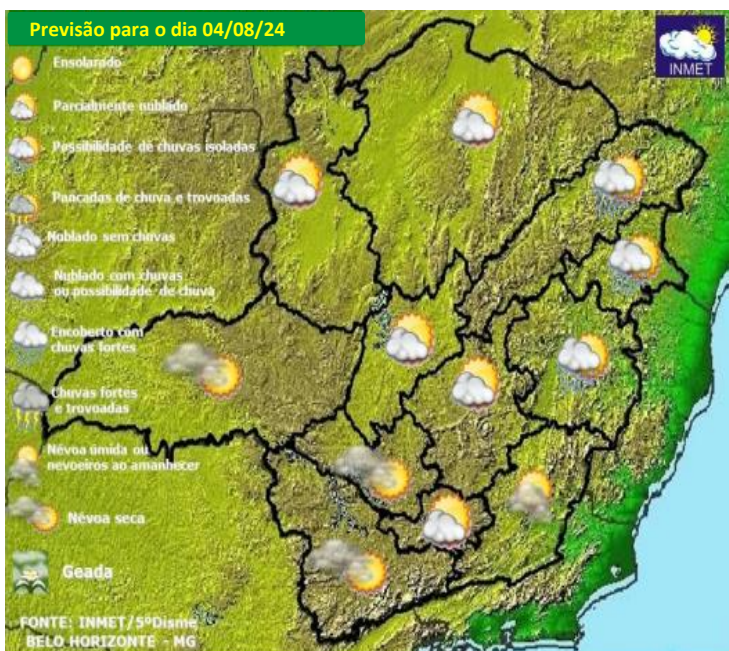 Previsão para o dia 04/08/24
INMET
Ensolarado
Parcialmente nublado
Possibilidade de chuvas isoladas
Pancadas de chuva e trovoadas
Noblado sem chuvas
Nublado com chuvas
ou possibilidade de chuva
Encoberto com
chuvas fortes
Chuvas fortes
e trovoadas
Névoa úmida ou
nevoeiros ao amanhecer
Névoa seca
Geada
FONTE: INMET/5ºDisme
BELO HORIZONTE - MG